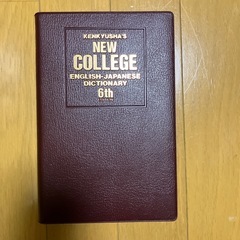 KENKYUSHA'S
NEW
COLLEGE
ENGLISH-JAPANESE
DICTIONARY
6th